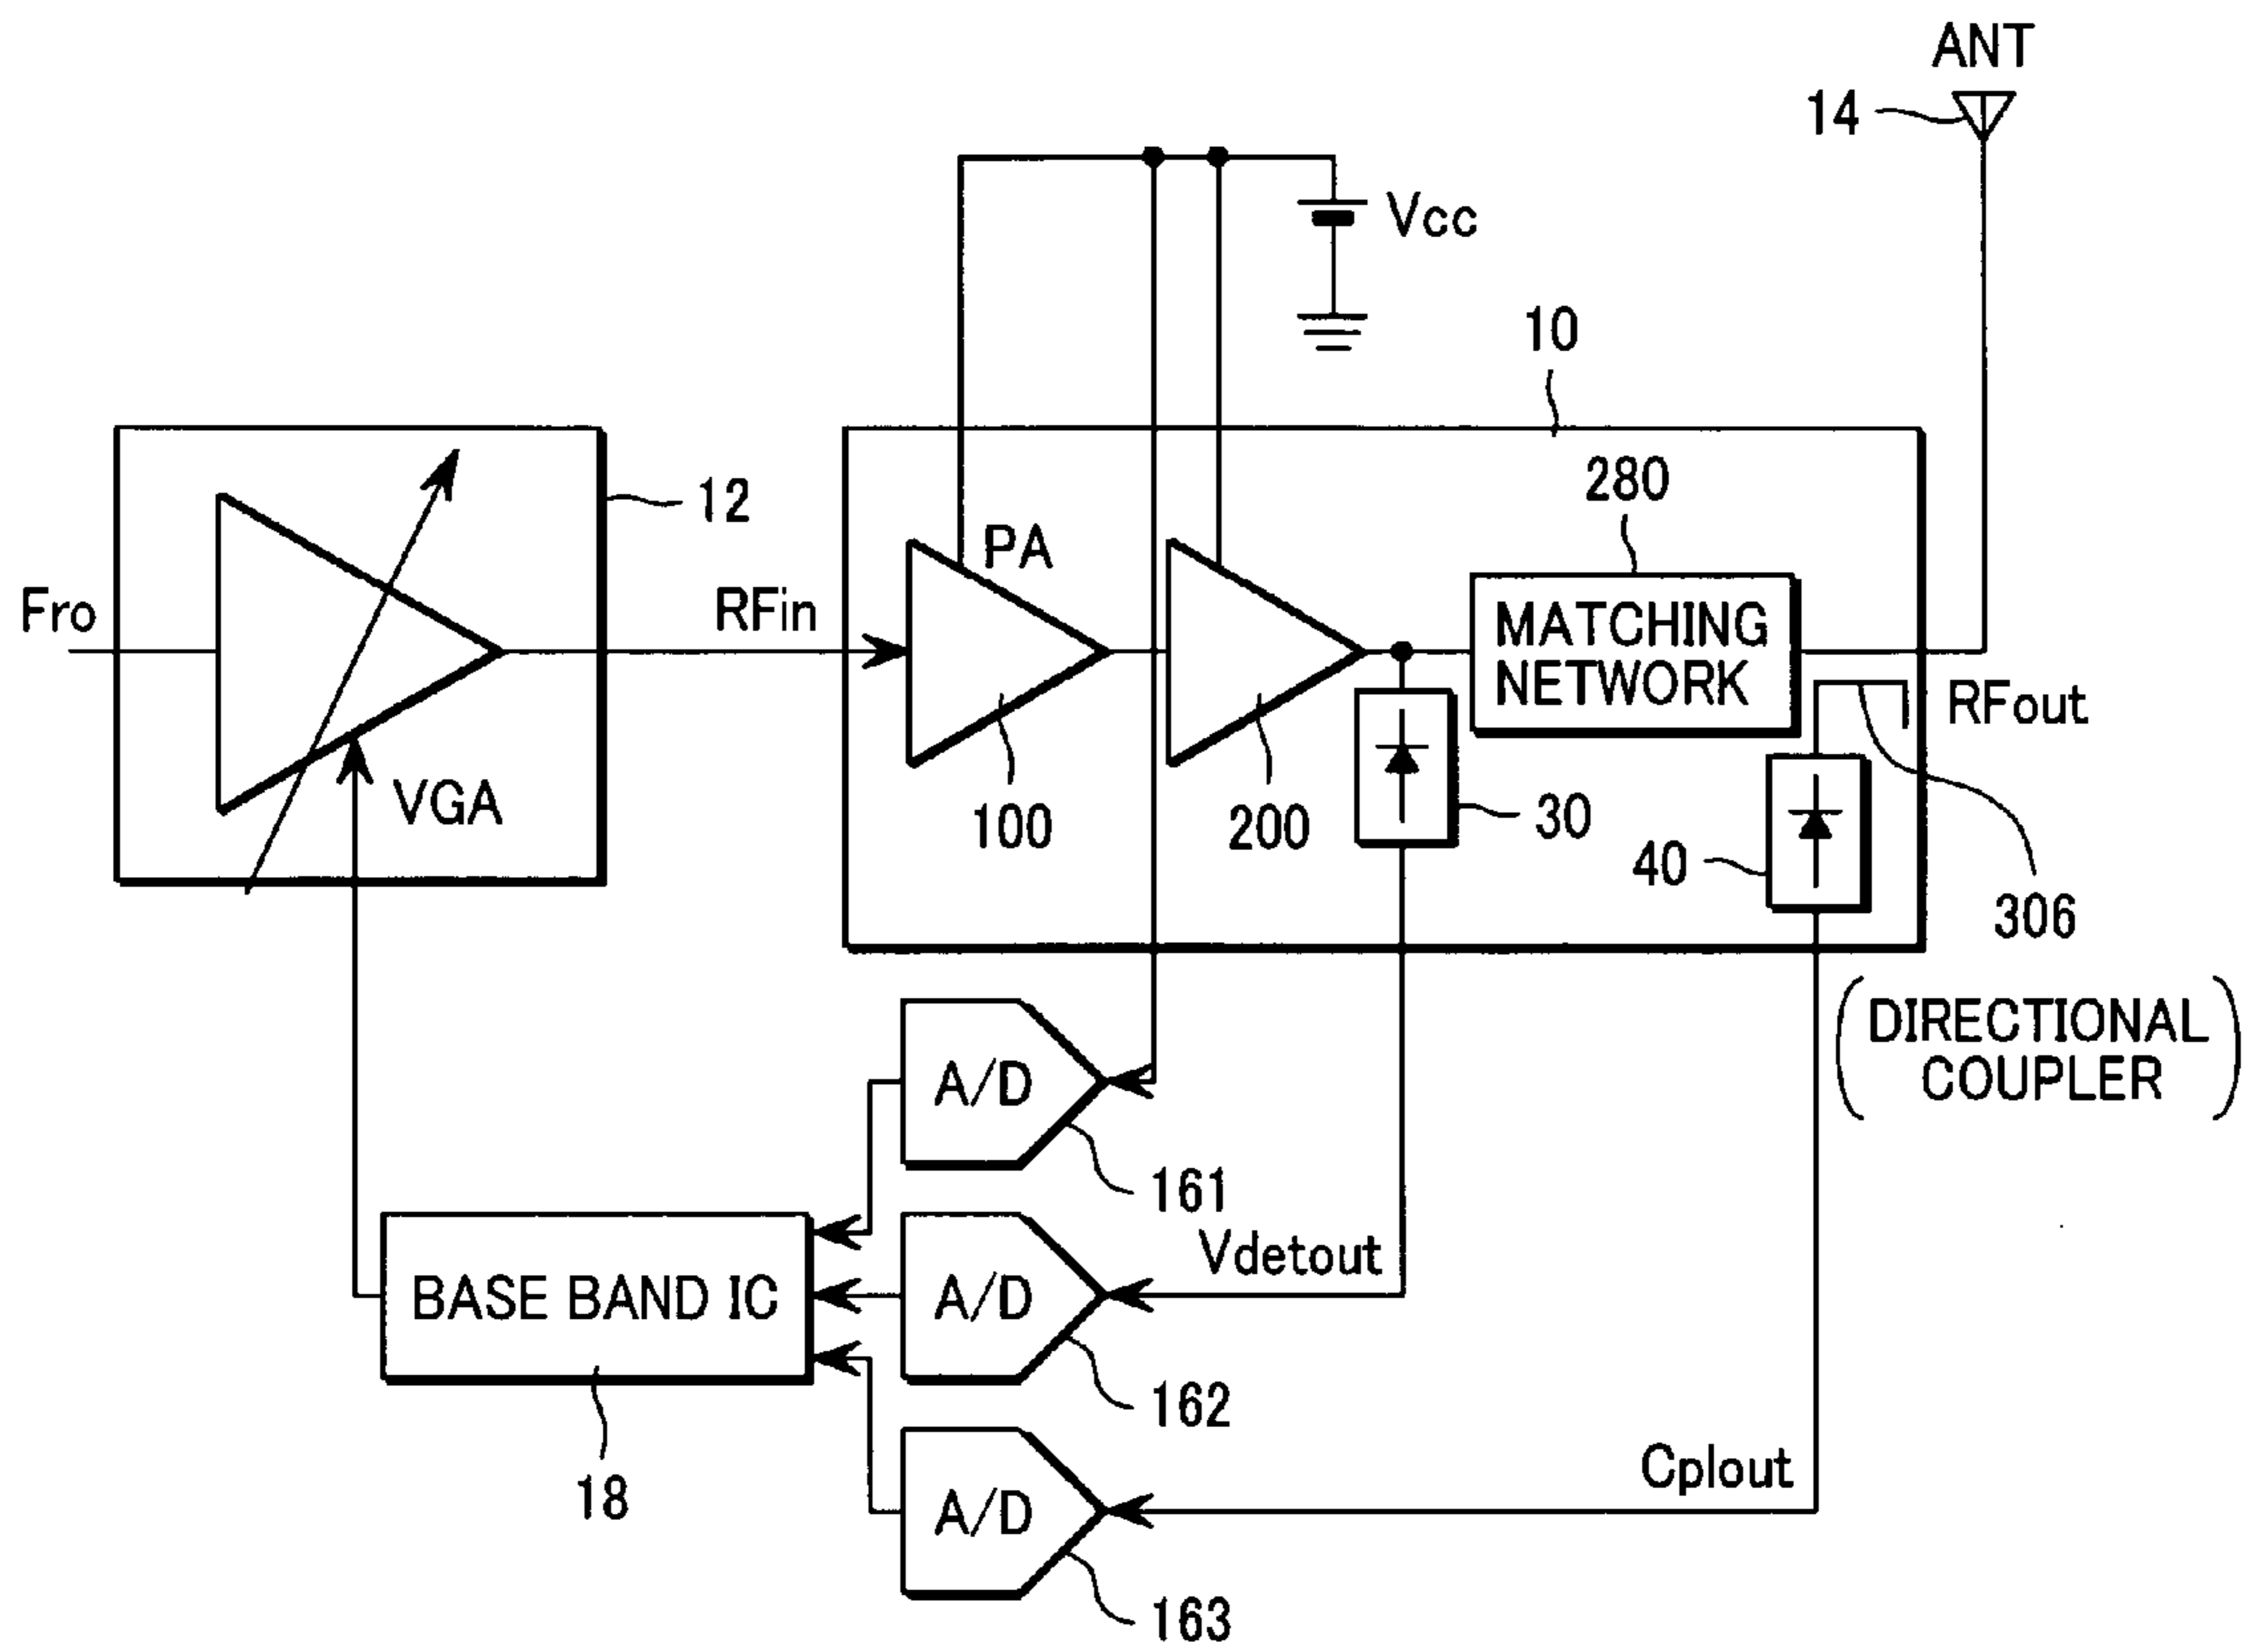 ANT
14
Vcc
10
280
12
PA
Fro
RFin
MATCHING
NETWORK
RFout
VGA
100
200
30
40
306
(DIRECTIONAL
COUPLER)
A/D
161
Vdetout
BASE BAND IC
A/D
162
18
Cplout
A/D
163